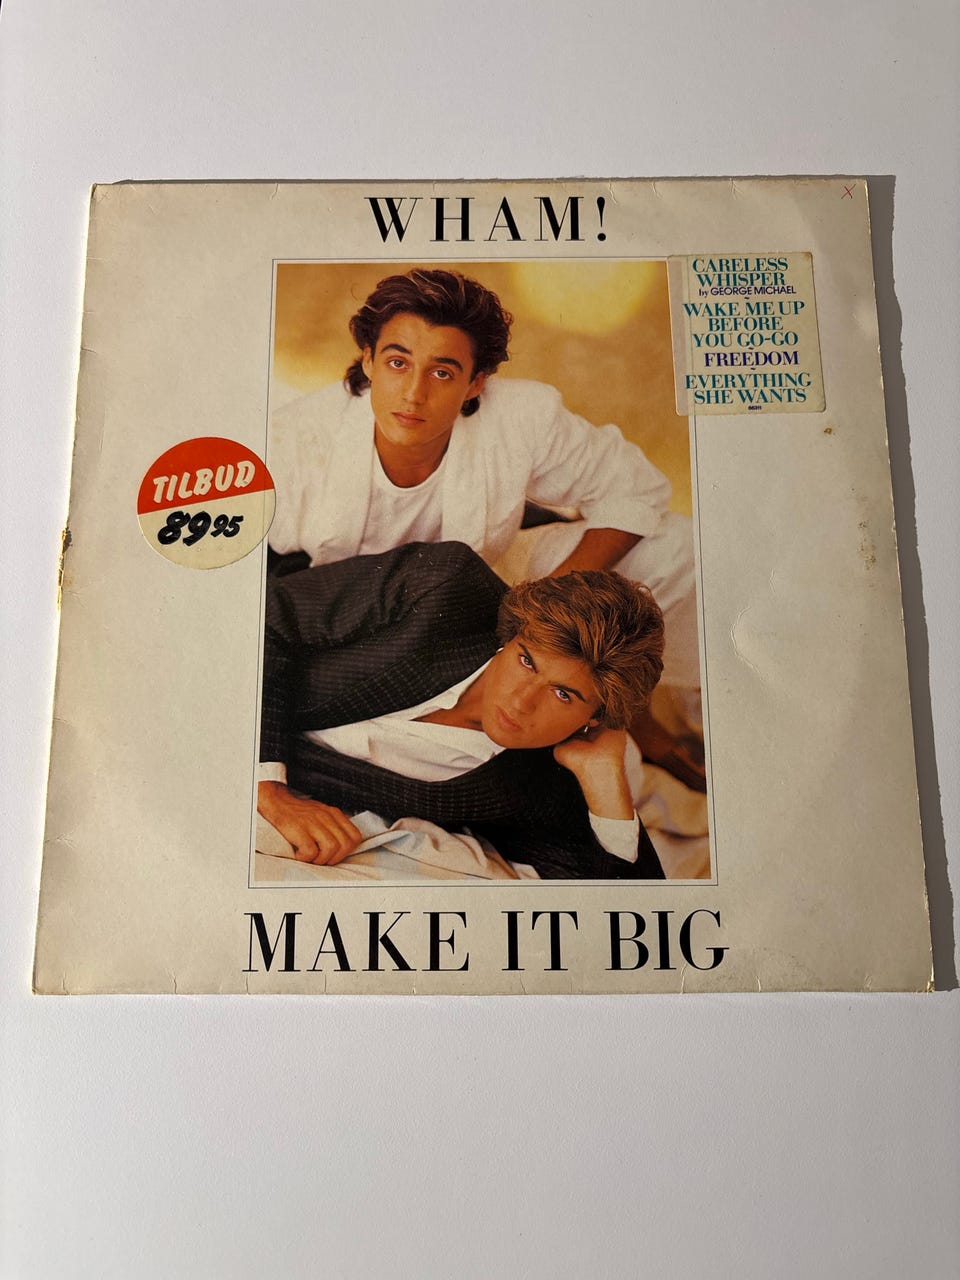 WHAM!
X
CARELESS
WHISPER
by GEORGE MICHAEL
~
WAKE ME UP
BEFORE
YOU GO-GO
~
FREEDOM
~
EVERYTHING
SHE WANTS
TILBUD
89 95
MAKE IT BIG